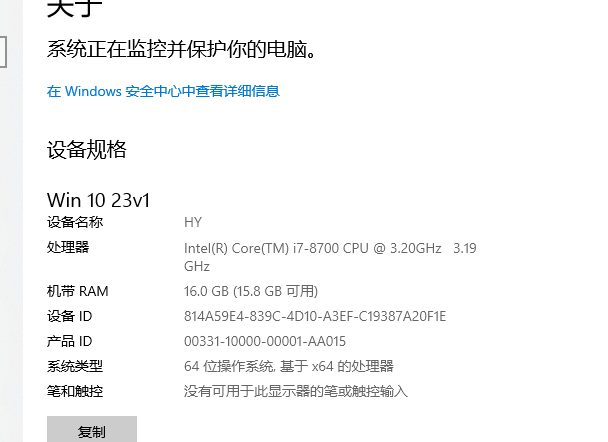 关于
系统正在监控并保护你的电脑。
在 Windows 安全中心中查看详细信息
设备规格
Win 10 23v1
设备名称 HY
处理器 Intel(R) Core(TM) i7-8700 CPU @ 3.20GHz 3.19
GHz
机带 RAM 16.0 GB (15.8 GB 可用)
设备 ID 814A59E4-839C-4D10-A3EF-C19387A20F1E
产品 ID 00331-10000-00001-AA015
系统类型 64 位操作系统, 基于 x64 的处理器
笔和触控 没有可用于此显示器的笔或触控输入
复制